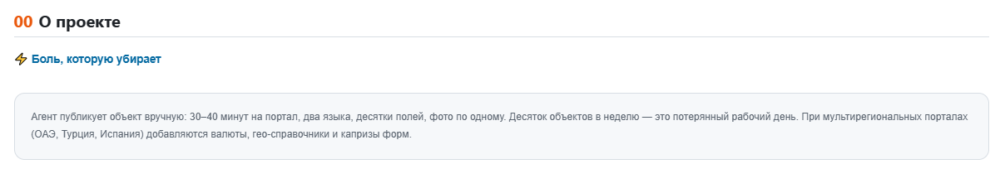 00 О проекте
⚡ Боль, которую убирает
Агент публикует объект вручную: 30–40 минут на портал, два языка, десятки полей, фото по одному. Десяток объектов в неделю — это потерянный рабочий день. При мультирегиональных порталах
(ОАЭ, Турция, Испания) добавляются валюты, гео-справочники и капризы форм.